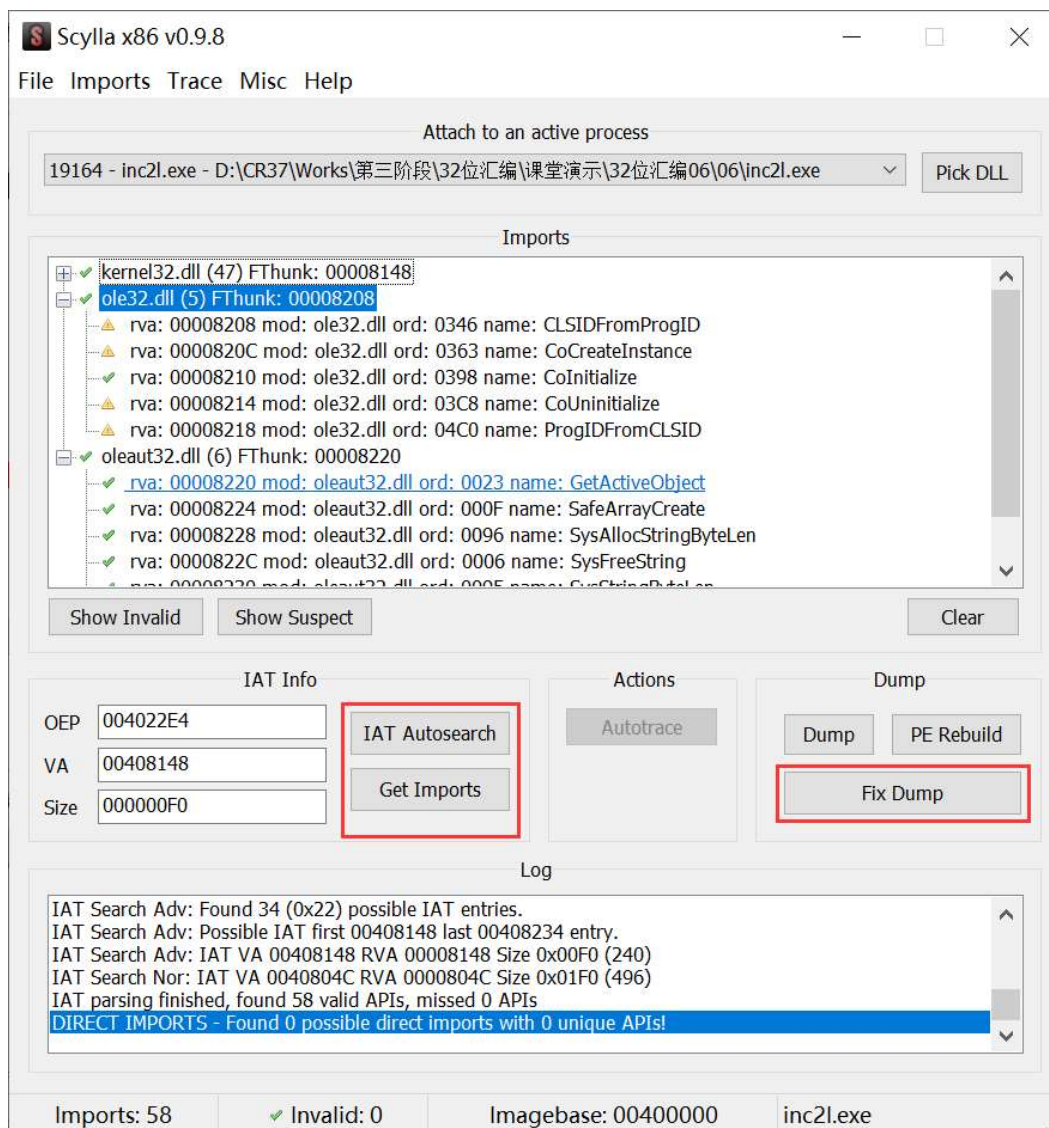 Scylla x86 v0.9.8
File Imports Trace Misc Help
Attach to an active process
19164 - inc2l.exe - D:\CR37\Works\第三阶段\32位汇编\课堂演示\32位汇编06\06\inc2l.exe
Pick DLL
Imports
kernel32.dll (47) FThunk: 00008148
ole32.dll (5) FThunk: 00008208
rva: 00008208 mod: ole32.dll ord: 0346 name: CLSIDFromProgID
rva: 0000820C mod: ole32.dll ord: 0363 name: CoCreateInstance
rva: 00008210 mod: ole32.dll ord: 0398 name: CoInitialize
rva: 00008214 mod: ole32.dll ord: 03C8 name: CoUninitialize
rva: 00008218 mod: ole32.dll ord: 04C0 name: ProgIDFromCLSID
oleaut32.dll (6) FThunk: 00008220
rva: 00008220 mod: oleaut32.dll ord: 0023 name: GetActiveObject
rva: 00008224 mod: oleaut32.dll ord: 000F name: SafeArrayCreate
rva: 00008228 mod: oleaut32.dll ord: 0096 name: SysAllocStringByteLen
rva: 0000822C mod: oleaut32.dll ord: 0006 name: SysFreeString
Show Invalid
Show Suspect
Clear
IAT Info
OEP 004022E4
VA 00408148
Size 000000F0
IAT Autosearch
Get Imports
Actions
Autotrace
Dump
Dump
PE Rebuild
Fix Dump
Log
IAT Search Adv: Found 34 (0x22) possible IAT entries.
IAT Search Adv: Possible IAT first 00408148 last 00408234 entry.
IAT Search Adv: IAT VA 00408148 RVA 00008148 Size 0x00F0 (240)
IAT Search Nor: IAT VA 0040804C RVA 0000804C Size 0x01F0 (496)
IAT parsing finished, found 58 valid APIs, missed 0 APIs
DIRECT IMPORTS - Found 0 possible direct imports with 0 unique APIs!
Imports: 58
Invalid: 0
Imagebase: 00400000
inc2l.exe